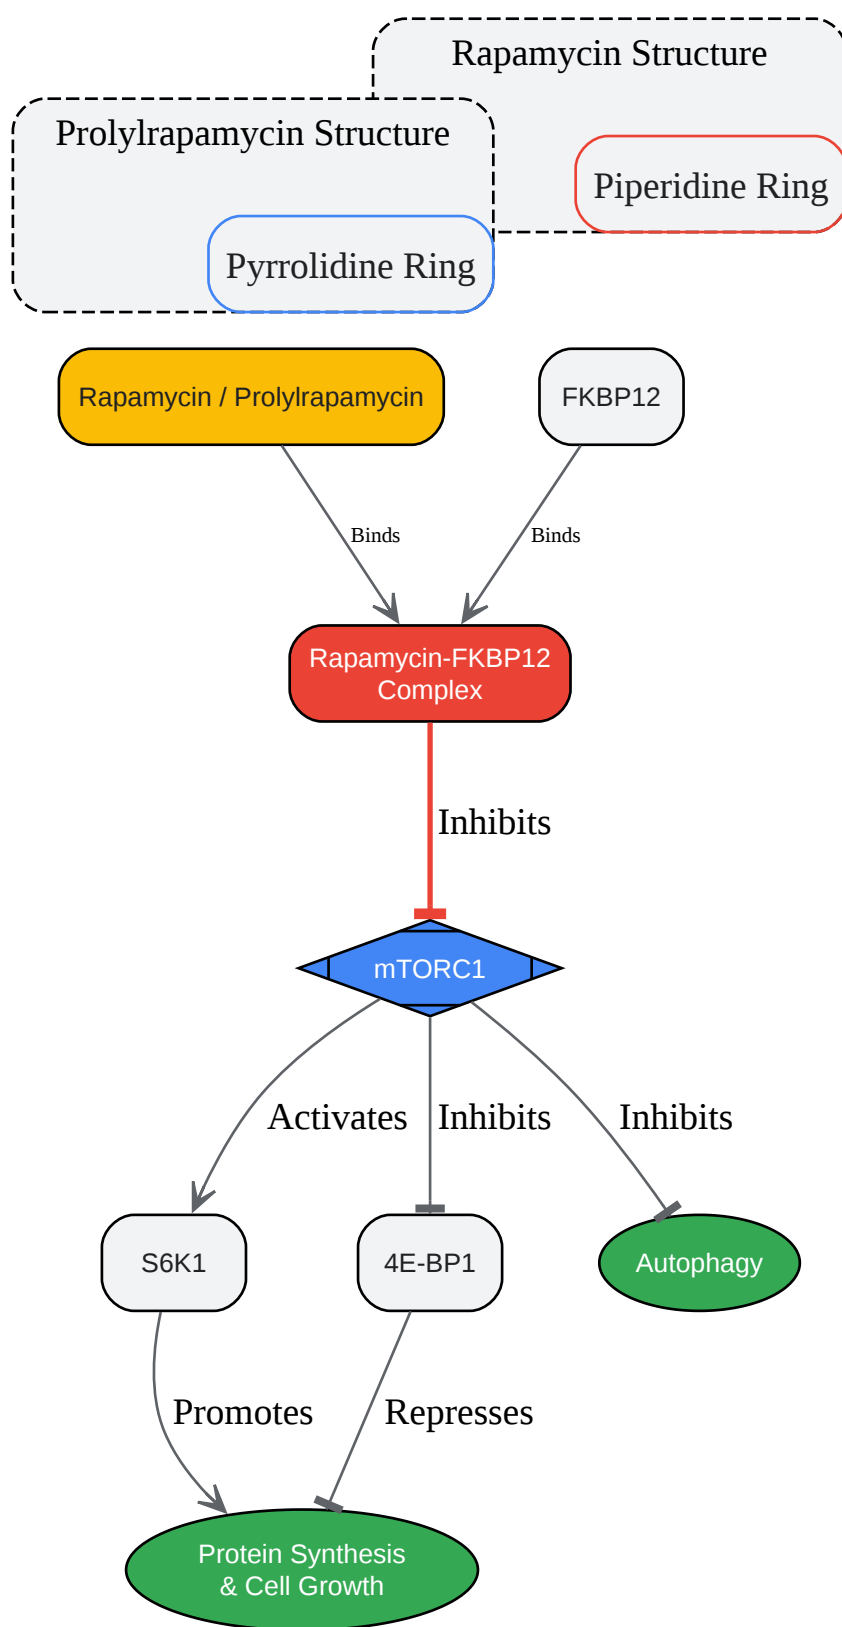 Rapamycin Structure
Prolylrapamycin Structure
Piperidine Ring
Pyrrolidine Ring
Rapamycin / Prolylrapamycin
FKBP12
Binds
Binds
Rapamycin-FKBP12
Complex
Inhibits
mTORC1
Activates
Inhibits
Inhibits
S6K1
4E-BP1
Autophagy
Promotes
Represses
Protein Synthesis
& Cell Growth